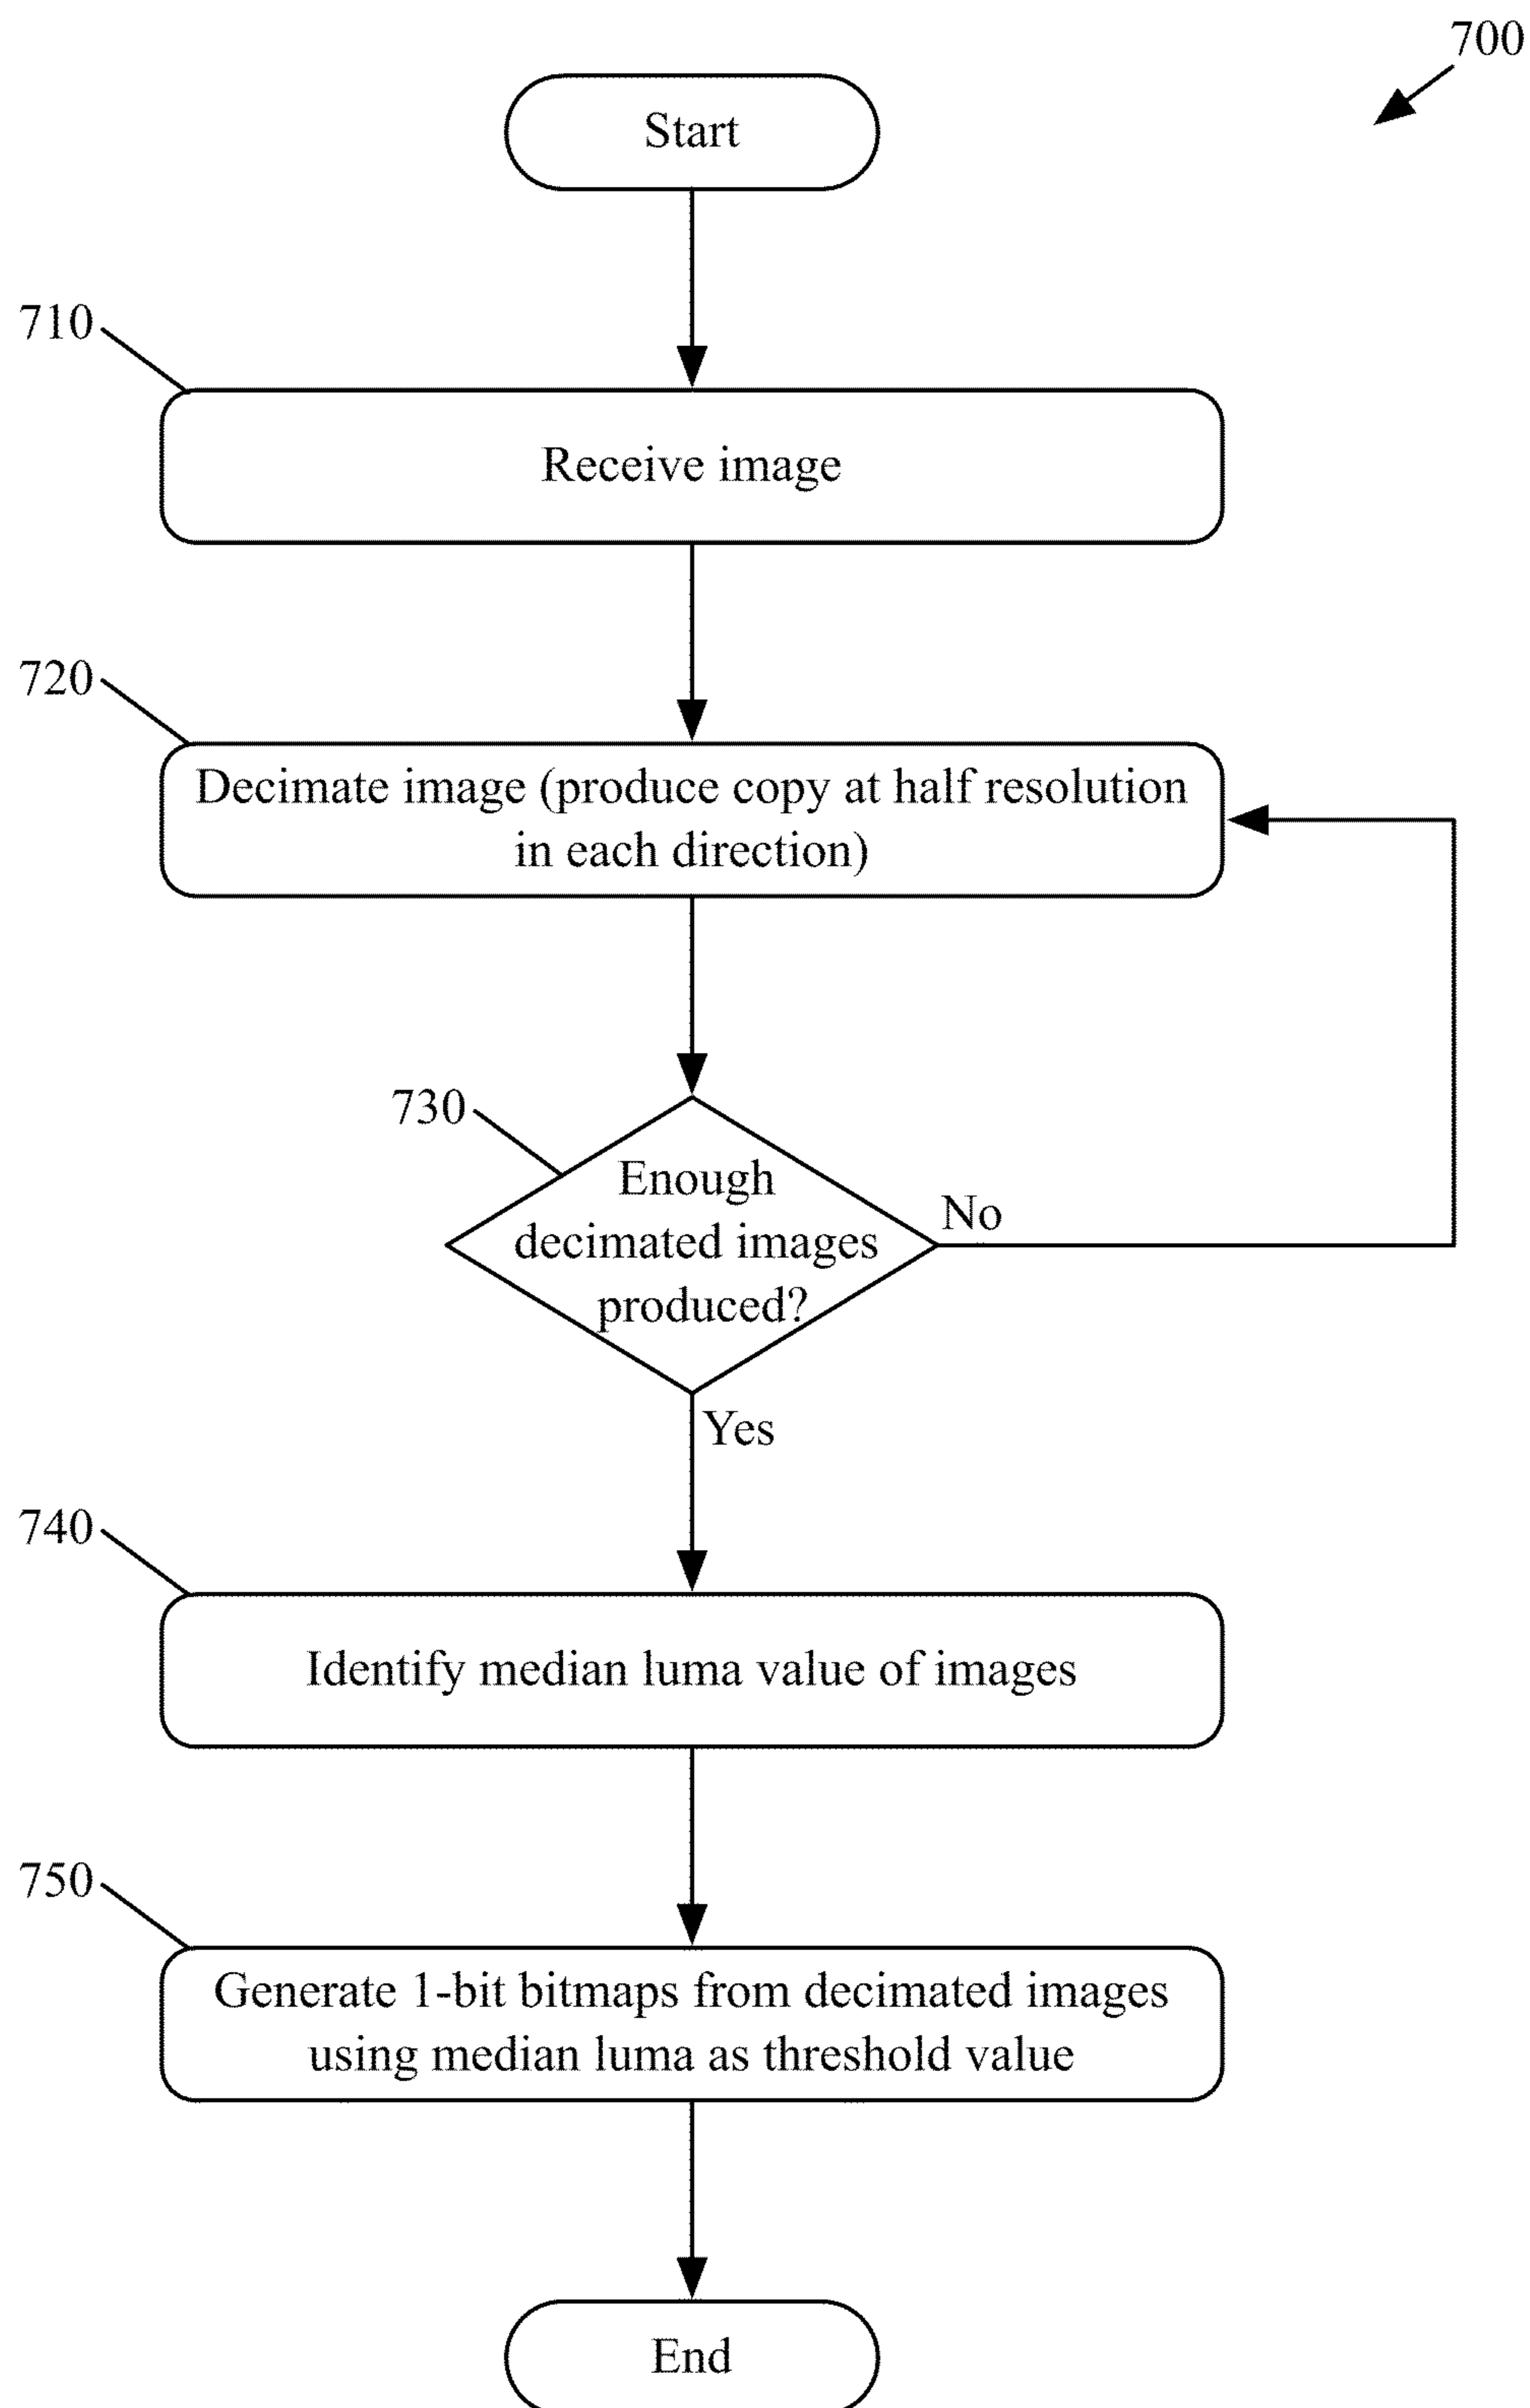 700
Start
710
Receive image
720
Decimate image (produce copy at half resolution
in each direction)
730
Enough
decimated images
produced?
No
Yes
740
Identify median luma value of images
750
Generate 1-bit bitmaps from decimated images
using median luma as threshold value
End